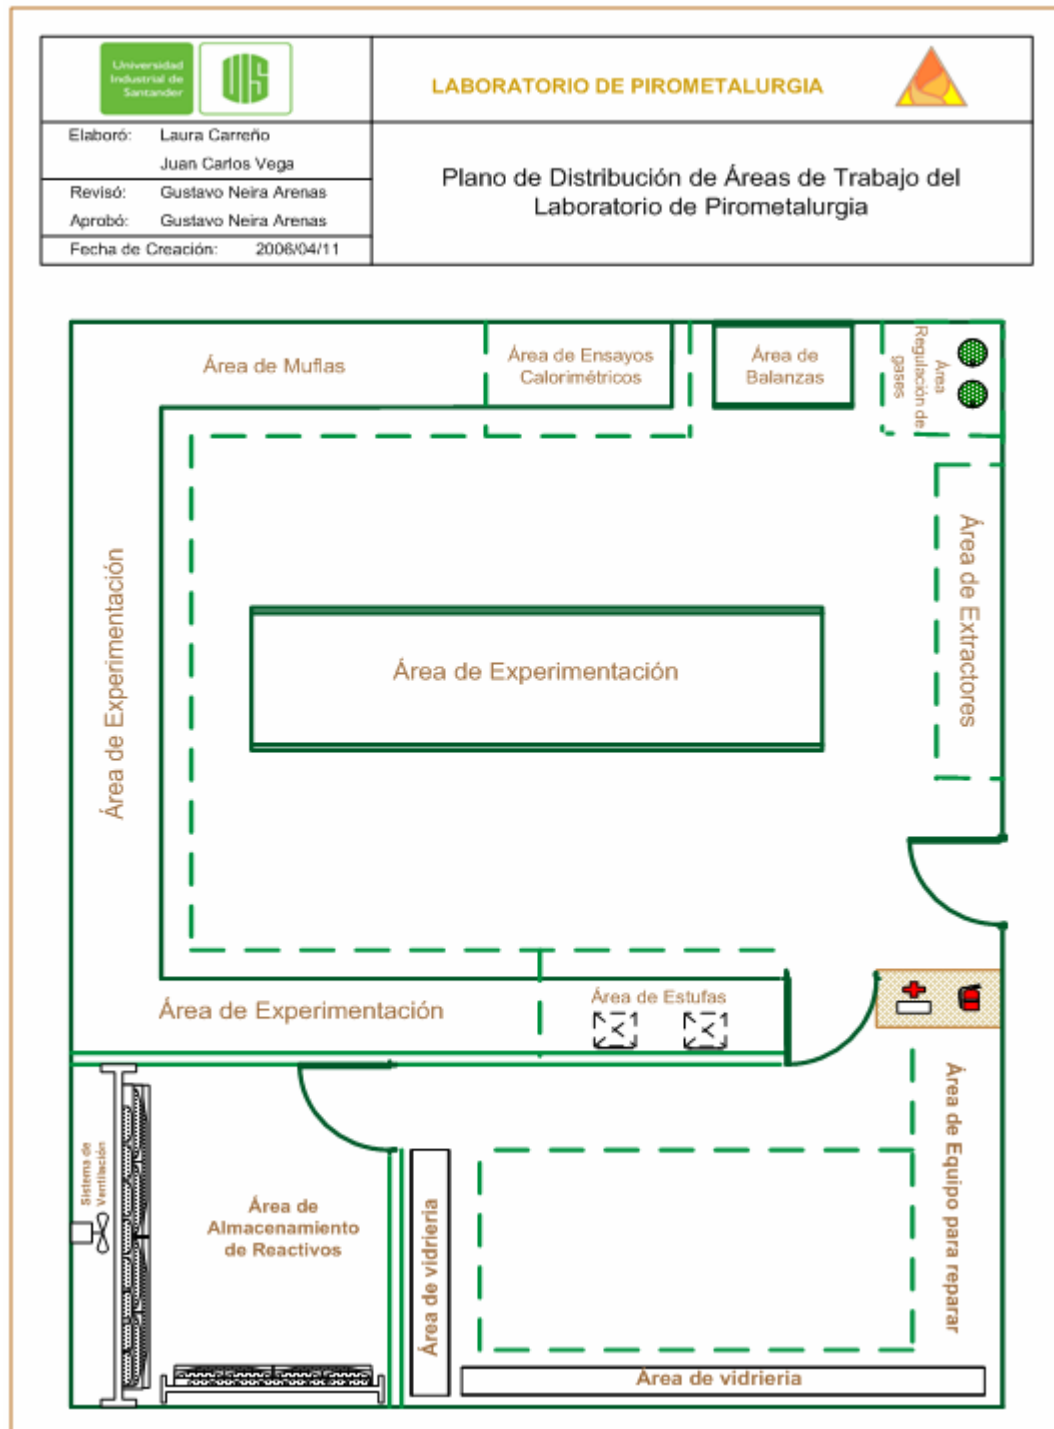 Universidad
Industrial de
Santander
UIS
LABORATORIO DE PIROMETALURGIA
Elaboró: Laura Carreño
Juan Carlos Vega
Revisó: Gustavo Neira Arenas
Aprobó: Gustavo Neira Arenas
Fecha de Creación: 2006/04/11
Plano de Distribución de Áreas de Trabajo del
Laboratorio de Pirometalurgia
Área de Muflas
Área de Ensayos
Calorimétricos
Área de
Balanzas
Área
Regulación de
gases
Área de Extractores
Área de Experimentación
Área de Experimentación
Área de Experimentación
Área de Estufas
Sistema de
Ventilación
Área de
Almacenamiento
de Reactivos
Área de vidrieria
Área de Equipo para reparar
Área de vidrieria